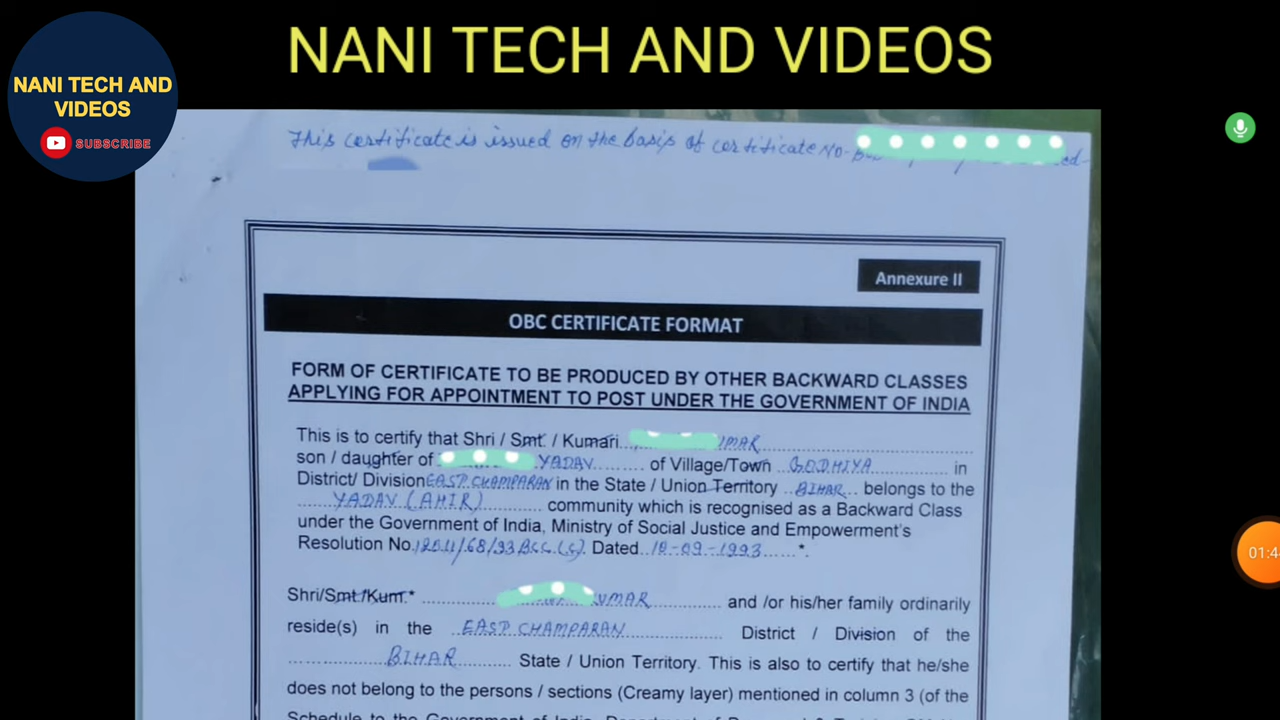 NANI TECH AND VIDEOS
NANI TECH AND
VIDEOS
SUBSCRIBE
This certificate is issued on the basis of certificate No-
Annexure II
OBC CERTIFICATE FORMAT
FORM OF CERTIFICATE TO BE PRODUCED BY OTHER BACKWARD CLASSES
APPLYING FOR APPOINTMENT TO POST UNDER THE GOVERNMENT OF INDIA
This is to certify that Shri / Smt. / Kumari
son / daughter of YADAV of Village/Town GODHIYA in
District/ Division EAST CHAMPARAN in the State / Union Territory BIHAR belongs to the
YADAV (AHIR) community which is recognised as a Backward Class
under the Government of India, Ministry of Social Justice and Empowerment's
Resolution No. Dated 10-09-1993 *.
Shri/Smt./Kum.* and /or his/her family ordinarily
reside(s) in the EAST CHAMPARAN District / Division of the
BIHAR State / Union Territory. This is also to certify that he/she
does not belong to the persons / sections (Creamy layer) mentioned in column 3 (of the
01:4